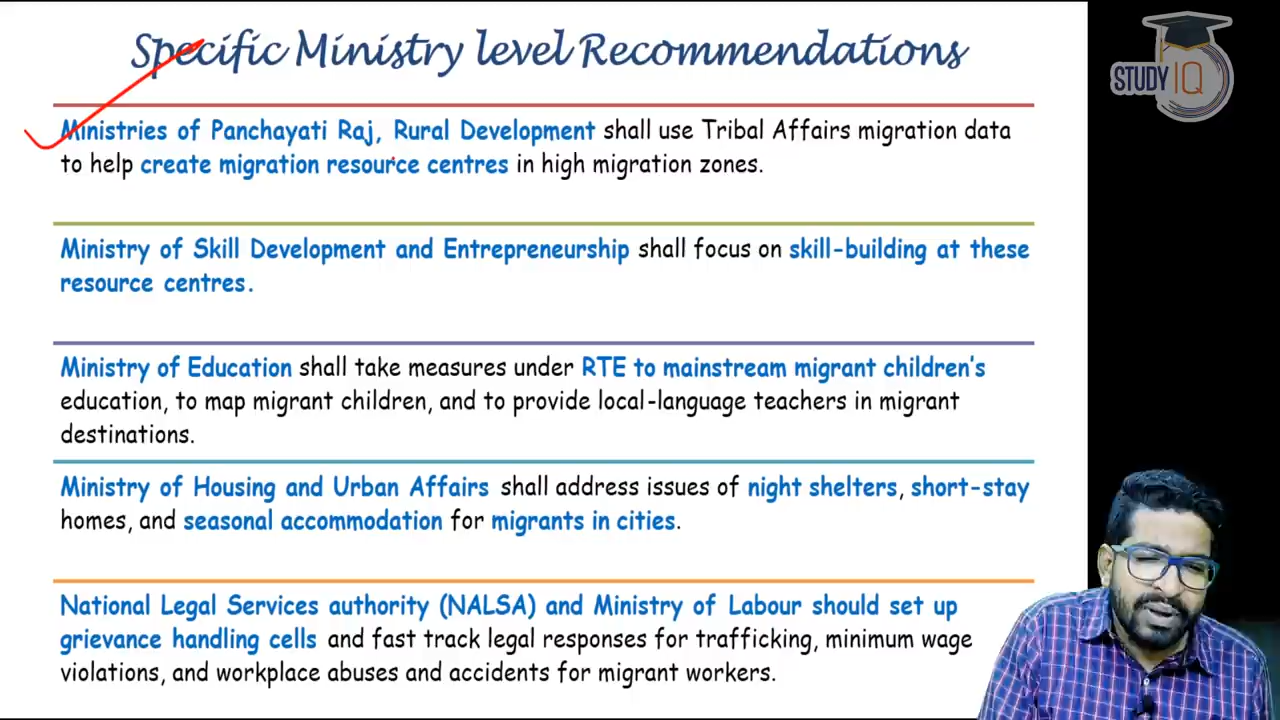 Specific Ministry level Recommendations
STUDY IQ
Ministries of Panchayati Raj, Rural Development shall use Tribal Affairs migration data
to help create migration resource centres in high migration zones.
Ministry of Skill Development and Entrepreneurship shall focus on skill-building at these
resource centres.
Ministry of Education shall take measures under RTE to mainstream migrant children's
education, to map migrant children, and to provide local-language teachers in migrant
destinations.
Ministry of Housing and Urban Affairs shall address issues of night shelters, short-stay
homes, and seasonal accommodation for migrants in cities.
National Legal Services authority (NALSA) and Ministry of Labour should set up
grievance handling cells and fast track legal responses for trafficking, minimum wage
violations, and workplace abuses and accidents for migrant workers.